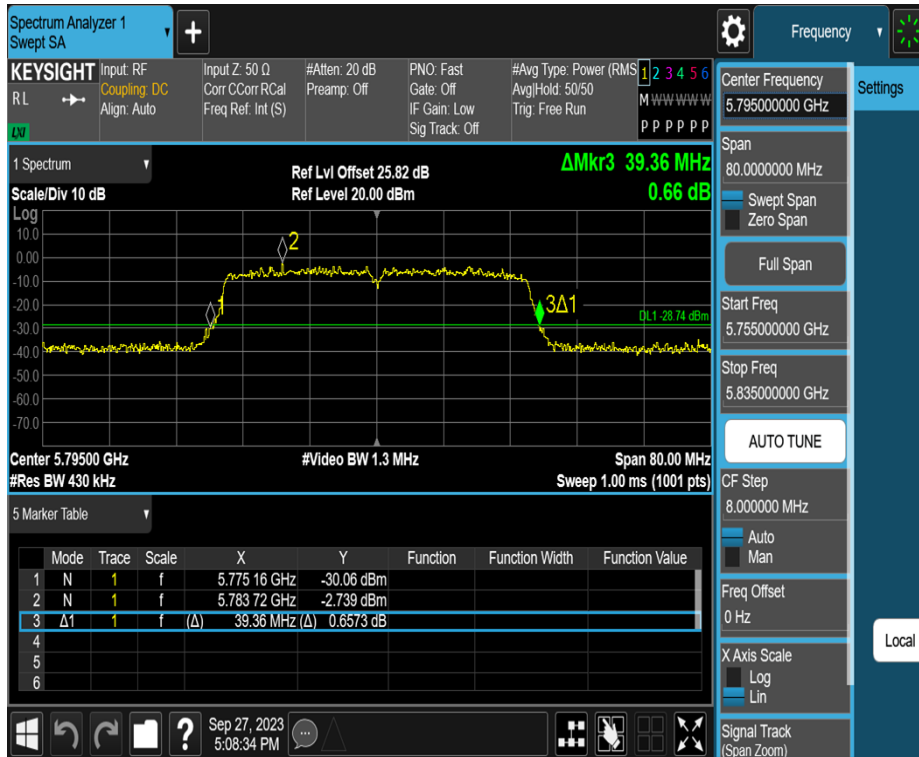 Spectrum Analyzer 1
Swept SA
+
Frequency
KEYSIGHT
R L
LXI
Input: RF
Coupling: DC
Align: Auto
Input Z: 50 Ω
Corr CCorr RCal
Freq Ref: Int (S)
#Atten: 20 dB
Preamp: Off
PNO: Fast
Gate: Off
IF Gain: Low
Sig Track: Off
#Avg Type: Power (RMS
Avg|Hold: 50/50
Trig: Free Run
1 2 3 4 5 6
M W W W W W
P P P P P P
1 Spectrum
Scale/Div 10 dB
Ref Lvl Offset 25.82 dB
Ref Level 20.00 dBm
ΔMkr3 39.36 MHz
0.66 dB
Log
10.0
0.00
-10.0
-20.0
-30.0
-40.0
-50.0
-60.0
-70.0
1
2
3Δ1
DL1 -28.74 dBm
Center 5.79500 GHz
#Res BW 430 kHz
#Video BW 1.3 MHz
Span 80.00 MHz
Sweep 1.00 ms (1001 pts)
5 Marker Table
Mode Trace Scale X Y Function Function Width Function Value
1 N 1 f 5.775 16 GHz -30.06 dBm
2 N 1 f 5.783 72 GHz -2.739 dBm
3 Δ1 1 f (Δ) 39.36 MHz (Δ) 0.6573 dB
4
5
6
Sep 27, 2023
5:08:34 PM
?
Center Frequency
5.795000000 GHz
Settings
Span
80.0000000 MHz
Swept Span
Zero Span
Full Span
Start Freq
5.755000000 GHz
Stop Freq
5.835000000 GHz
AUTO TUNE
CF Step
8.000000 MHz
Auto
Man
Freq Offset
0 Hz
Local
X Axis Scale
Log
Lin
Signal Track
(Span Zoom)